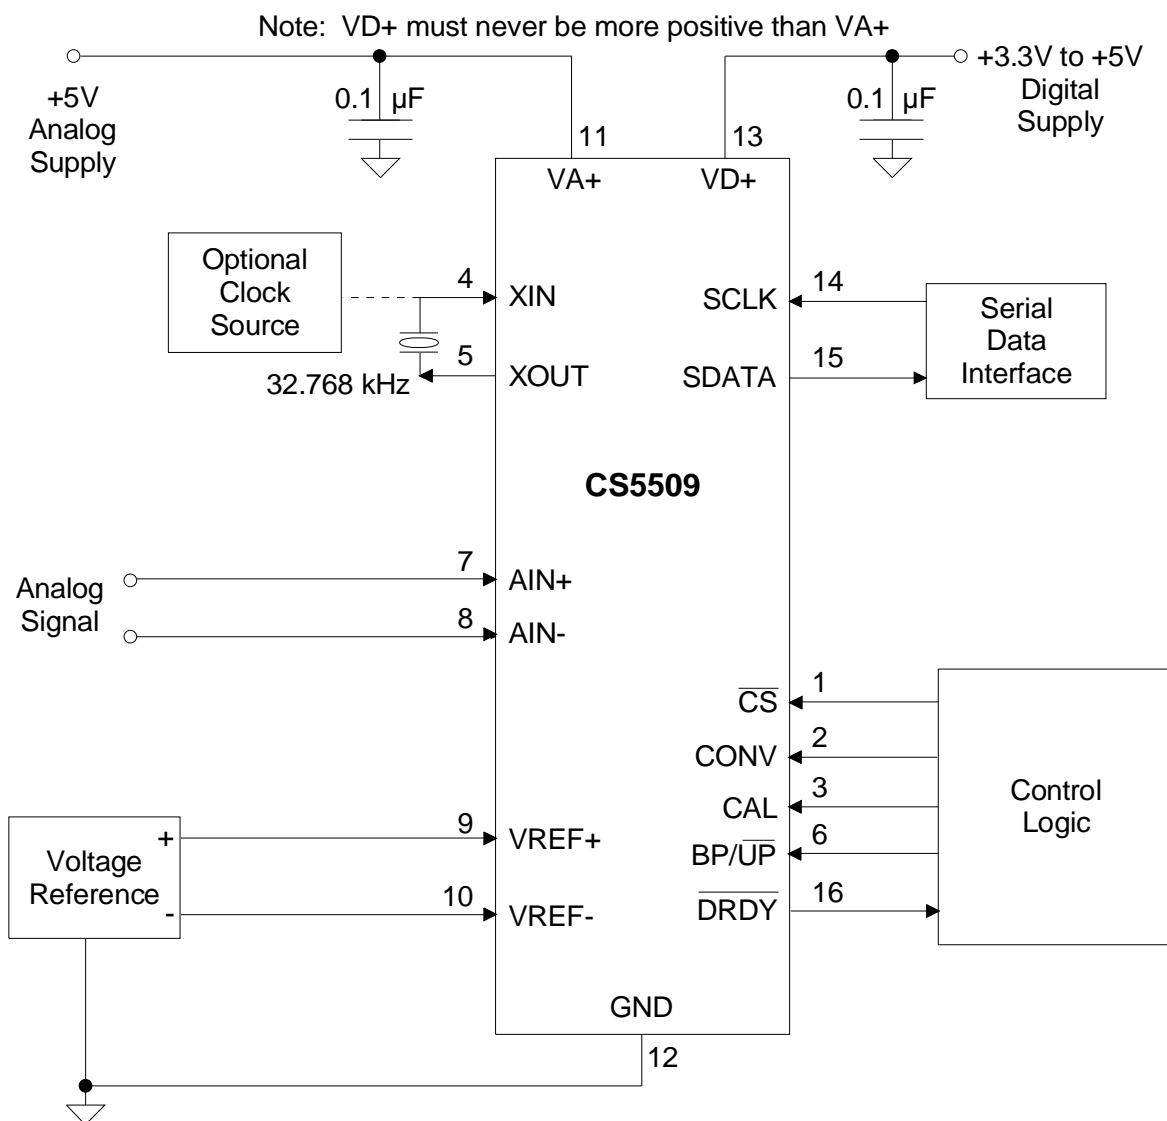 Note: VD+ must never be more positive than VA+
+5V
Analog
Supply
0.1 µF
0.1 µF
+3.3V to +5V
Digital
Supply
11
13
VA+
VD+
Optional
Clock
Source
4
XIN
5
XOUT
32.768 kHz
SCLK
14
SDATA
15
Serial
Data
Interface
CS5509
Analog
Signal
7
AIN+
8
AIN-
C̅S̅
1
CONV
2
CAL
3
BP/U̅P̅
6
D̅R̅D̅Y̅
16
Control
Logic
Voltage
Reference
+
-
9
VREF+
10
VREF-
GND
12